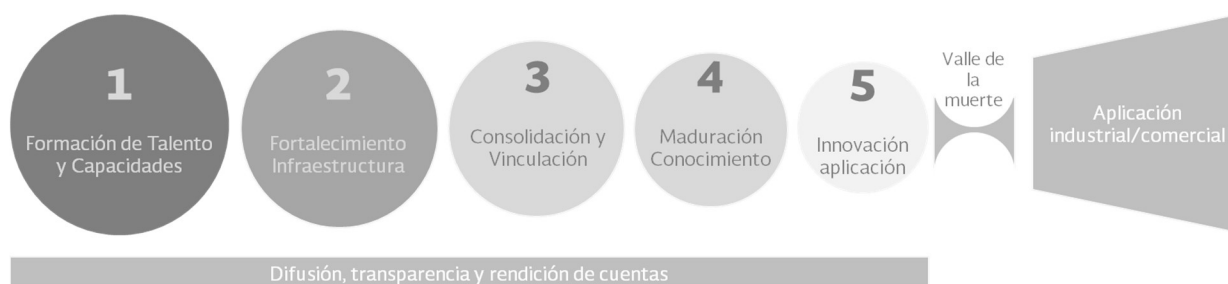 1
Formación de Talento
y Capacidades
2
Fortalecimiento
Infraestructura
3
Consolidación y
Vinculación
4
Maduración
Conocimiento
5
Innovación
aplicación
Valle de
la
muerte
Aplicación
industrial/comercial
Difusión, transparencia y rendición de cuentas